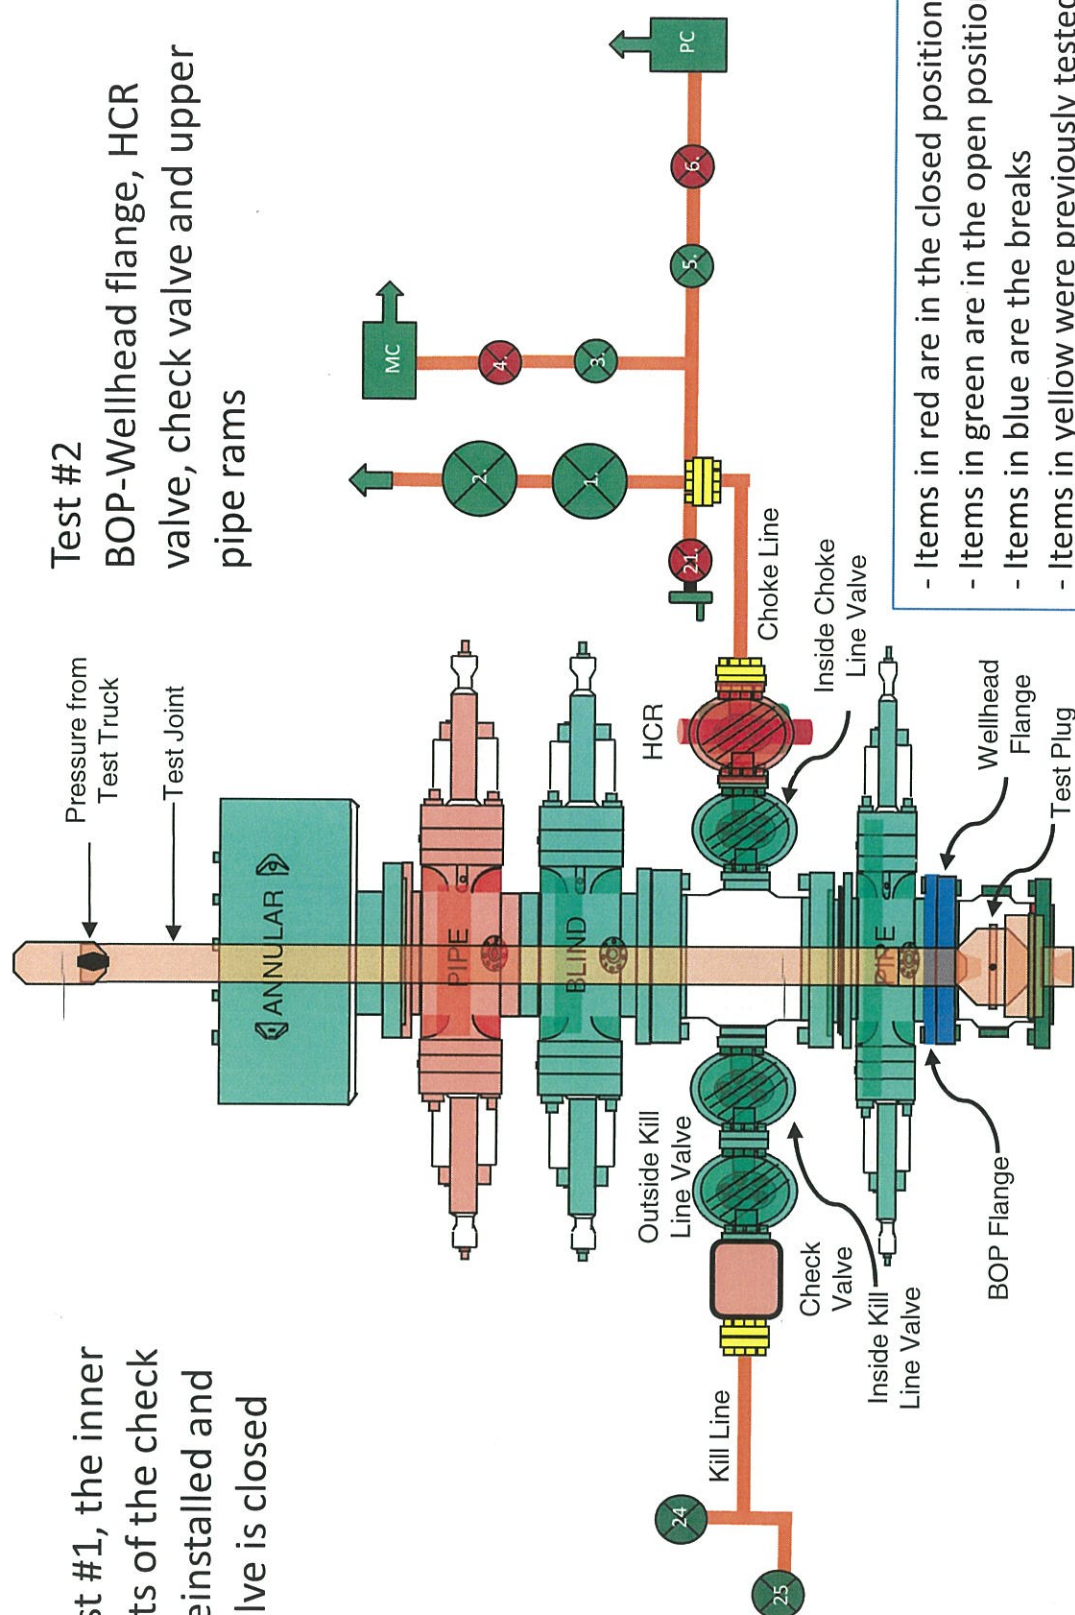 st #1, the inner
ts of the check
einstalled and
lve is closed
Test #2
BOP-Wellhead flange, HCR
valve, check valve and upper
pipe rams
Pressure from
Test Truck
Test Joint
ANNULAR
PIPE
BLIND
PIPE
HCR
Inside Choke
Line Valve
Choke Line
Outside Kill
Line Valve
Check
Valve
Inside Kill
Line Valve
Kill Line
BOP Flange
Wellhead
Flange
Test Plug
24
25
21.
1.
2.
3.
4.
5.
6.
MC
PC
- Items in red are in the closed position
- Items in green are in the open positio
- Items in blue are the breaks
- Items in yellow were previously tested